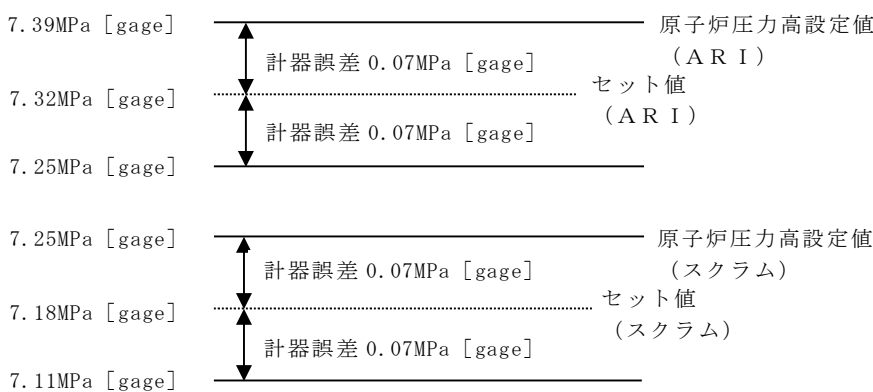 7.39MPa [gage] 原子炉圧力高設定値
計器誤差 0.07MPa [gage] (ARI)
セット値
7.32MPa [gage] (ARI)
計器誤差 0.07MPa [gage]
7.25MPa [gage]
7.25MPa [gage] 原子炉圧力高設定値
計器誤差 0.07MPa [gage] (スクラム)
セット値
7.18MPa [gage] (スクラム)
計器誤差 0.07MPa [gage]
7.11MPa [gage]